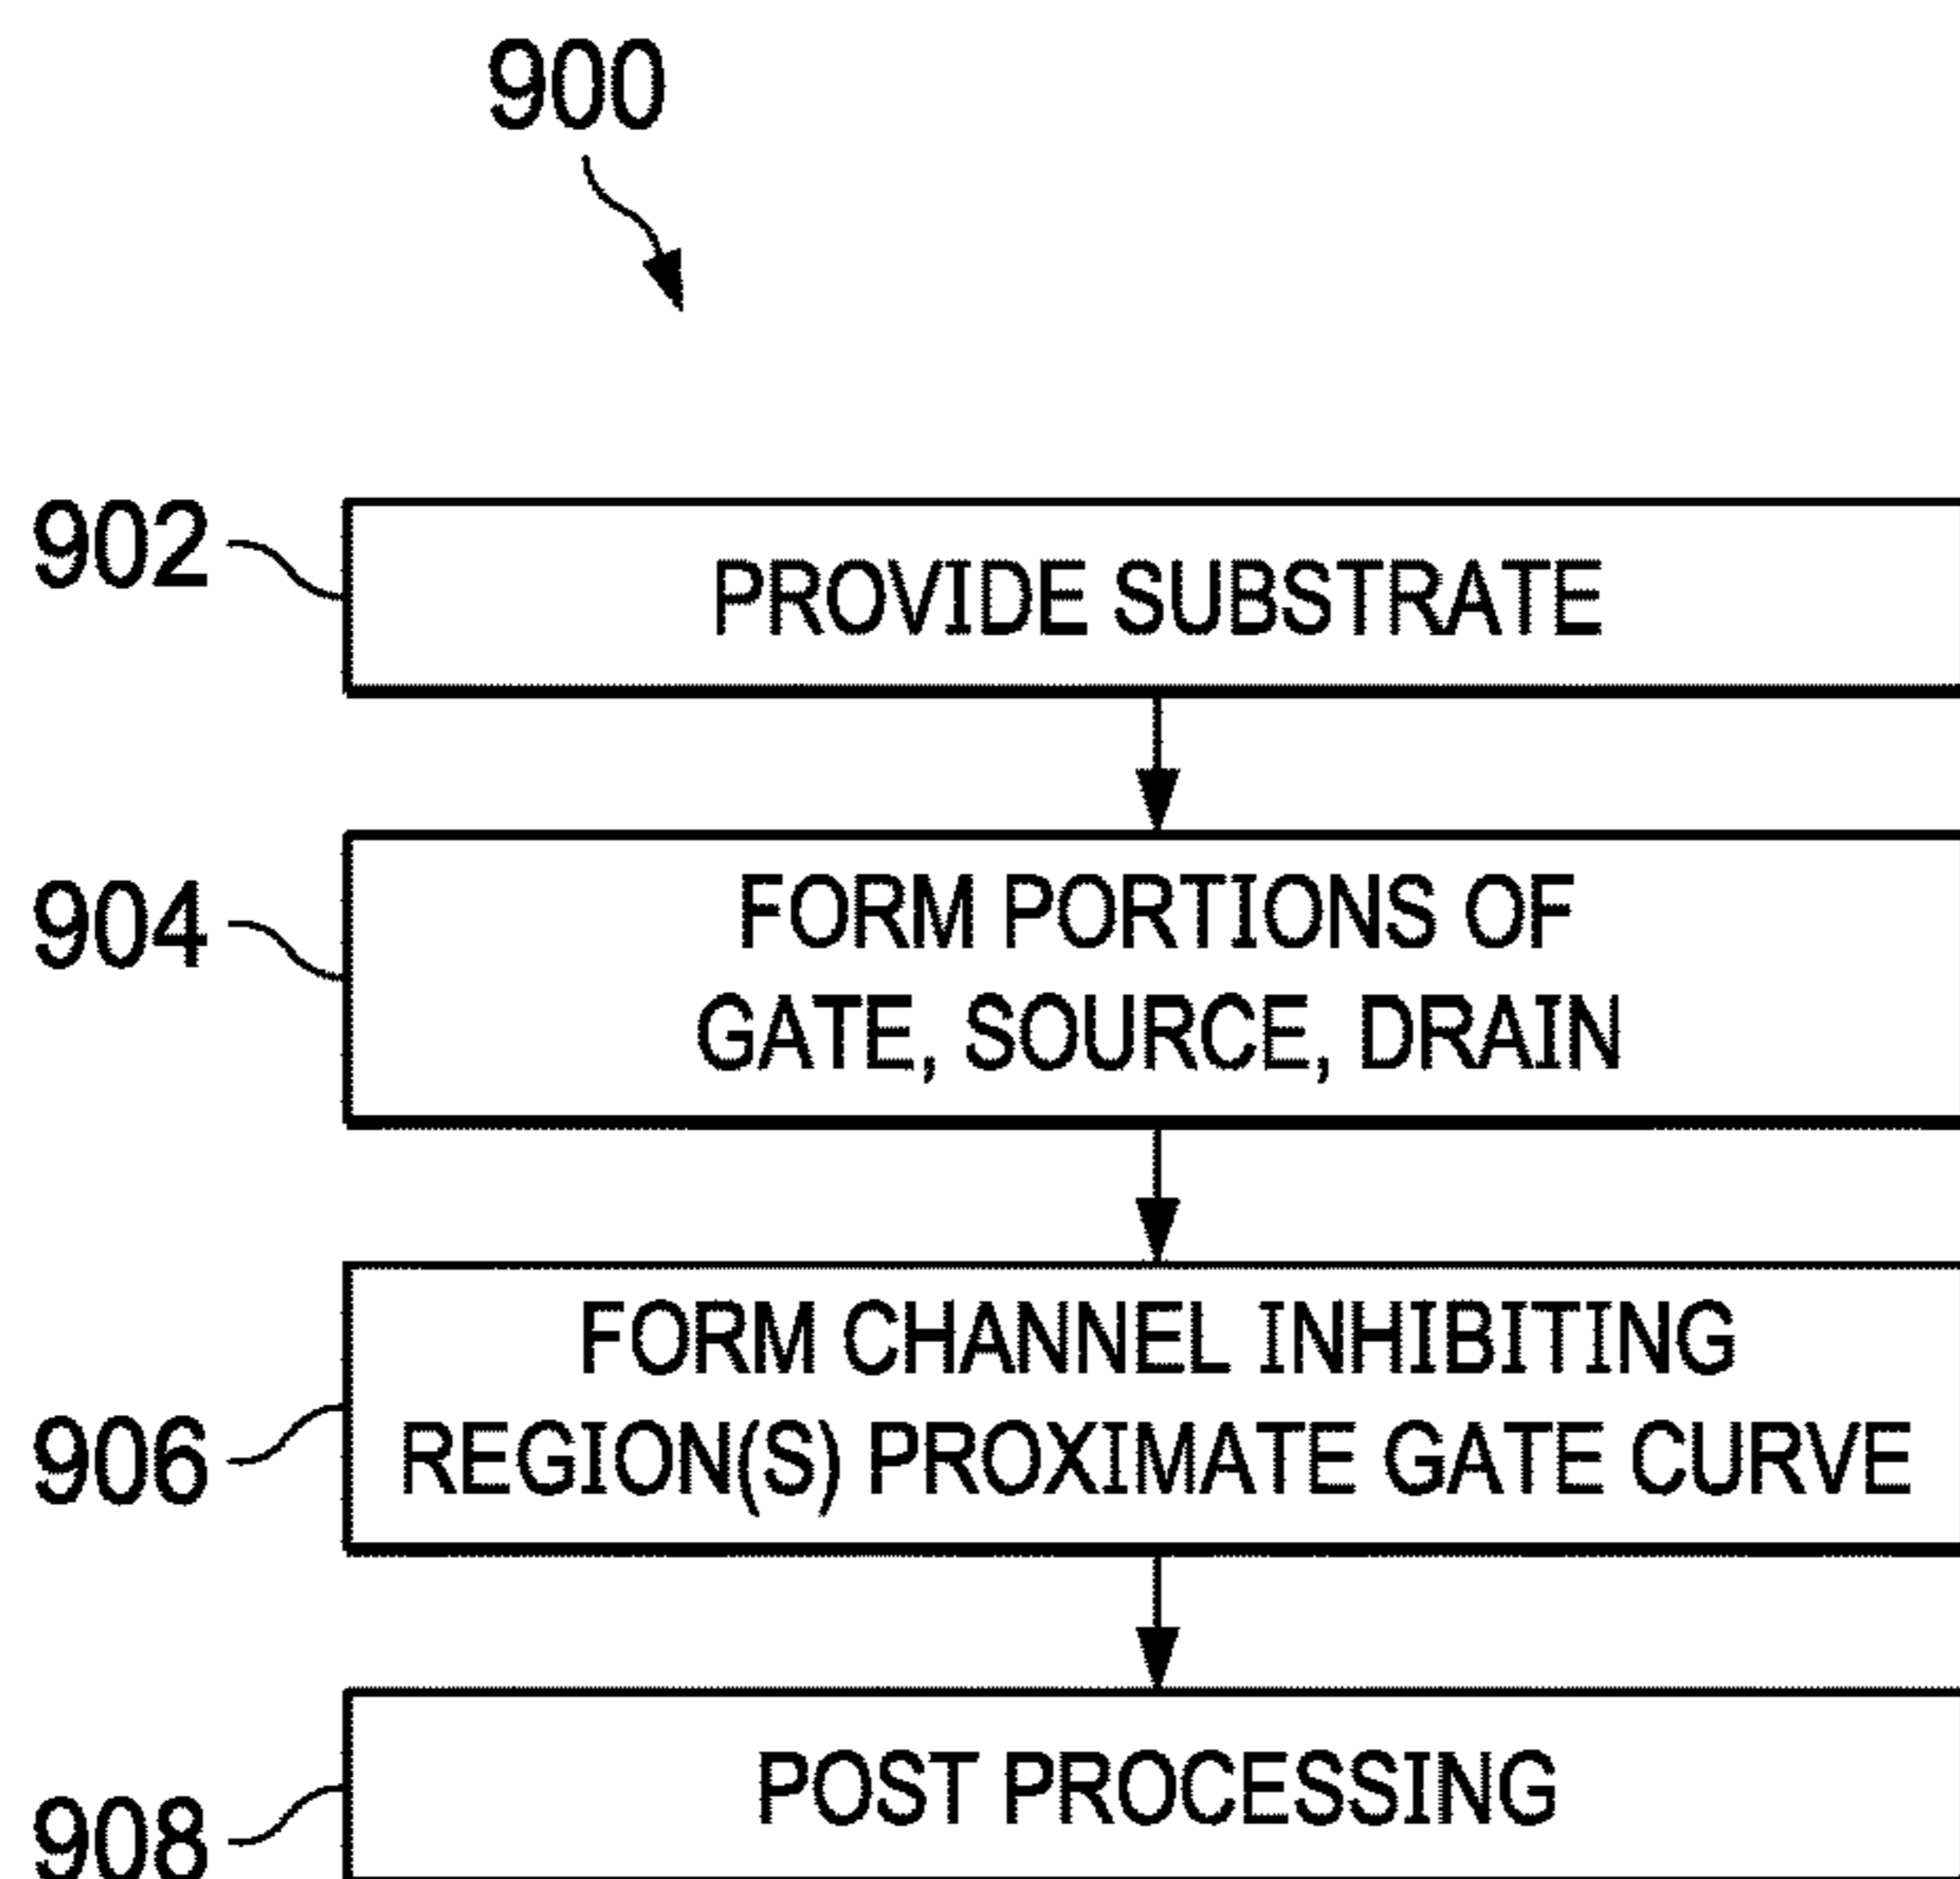 900
902
PROVIDE SUBSTRATE
904
FORM PORTIONS OF
GATE, SOURCE, DRAIN
906
FORM CHANNEL INHIBITING
REGION(S) PROXIMATE GATE CURVE
908
POST PROCESSING